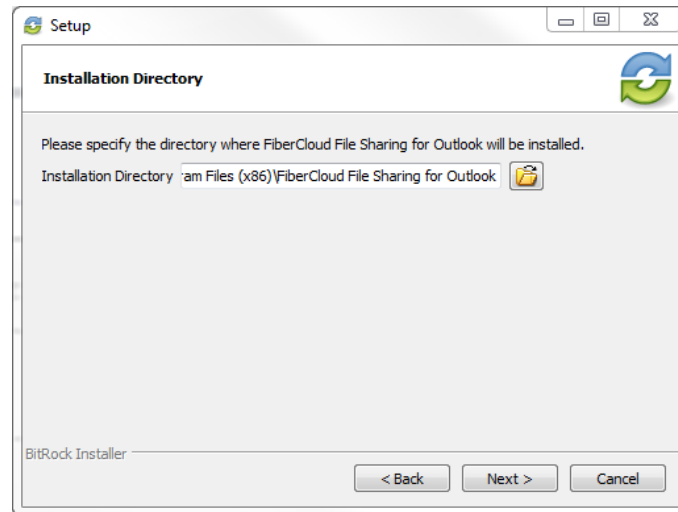 Setup
Installation Directory
Please specify the directory where FiberCloud File Sharing for Outlook will be installed.
Installation Directory ram Files (x86)\FiberCloud File Sharing for Outlook
BitRock Installer
< Back Next > Cancel